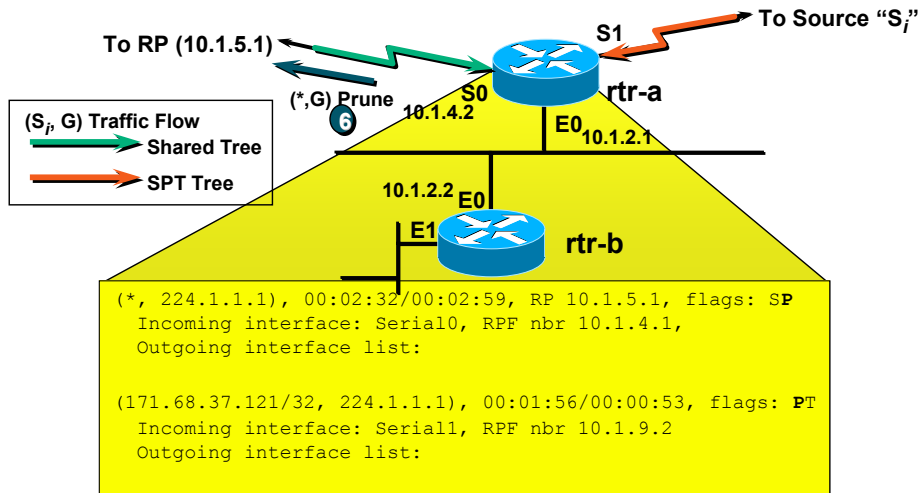 To Source “Si”
S1
To RP (10.1.5.1)
(*,G) Prune
6
S0
rtr-a
10.1.4.2
E0
10.1.2.1
(Si, G) Traffic Flow
Shared Tree
SPT Tree
10.1.2.2
E0
E1
rtr-b
(*, 224.1.1.1), 00:02:32/00:02:59, RP 10.1.5.1, flags: SP
Incoming interface: Serial0, RPF nbr 10.1.4.1,
Outgoing interface list:
(171.68.37.121/32, 224.1.1.1), 00:01:56/00:00:53, flags: PT
Incoming interface: Serial1, RPF nbr 10.1.9.2
Outgoing interface list: